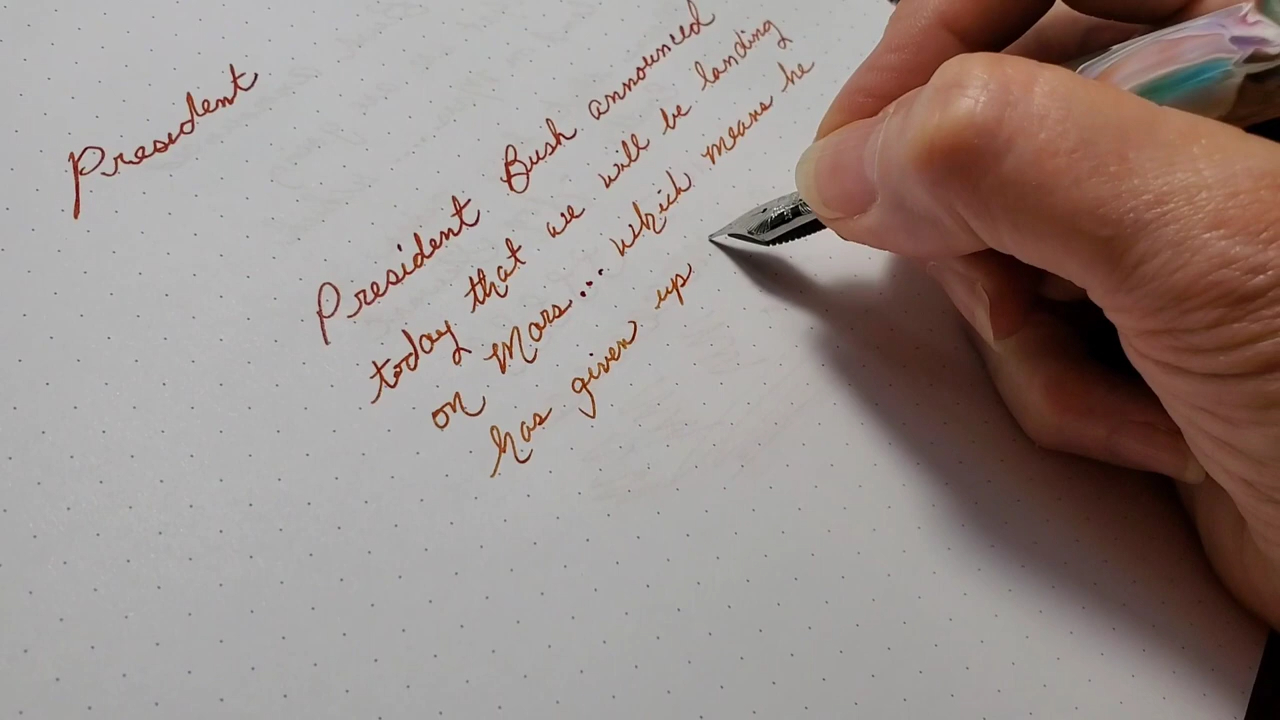 President
President Bush announced
today that we will be landing
on Mars... which means he
has given up